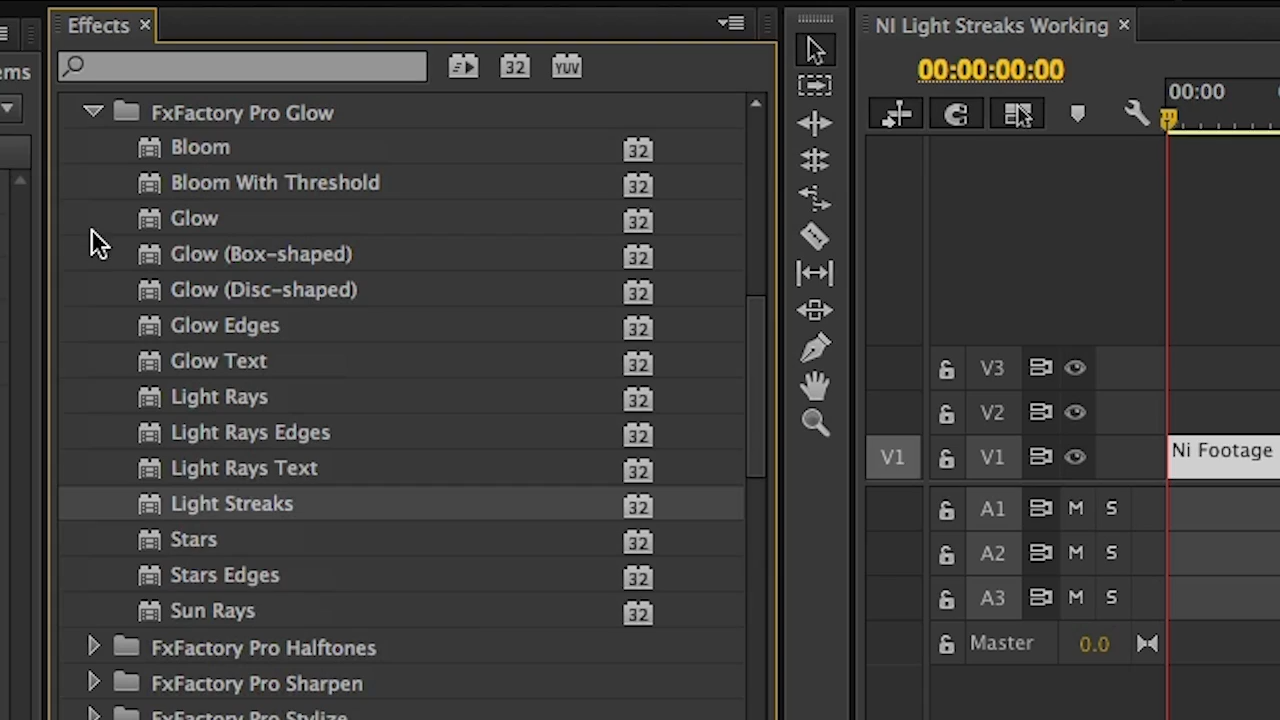 Effects
ems
32
YUV
FxFactory Pro Glow
Bloom 32
Bloom With Threshold 32
Glow 32
Glow (Box-shaped) 32
Glow (Disc-shaped) 32
Glow Edges 32
Glow Text 32
Light Rays 32
Light Rays Edges 32
Light Rays Text 32
Light Streaks 32
Stars 32
Stars Edges 32
Sun Rays 32
FxFactory Pro Halftones
FxFactory Pro Sharpen
FxFactory Pro Stylize
NI Light Streaks Working
00:00:00:00
00:00
V3
V2
V1 V1 Ni Footage
A1 M S
A2 M S
A3 M S
Master 0.0